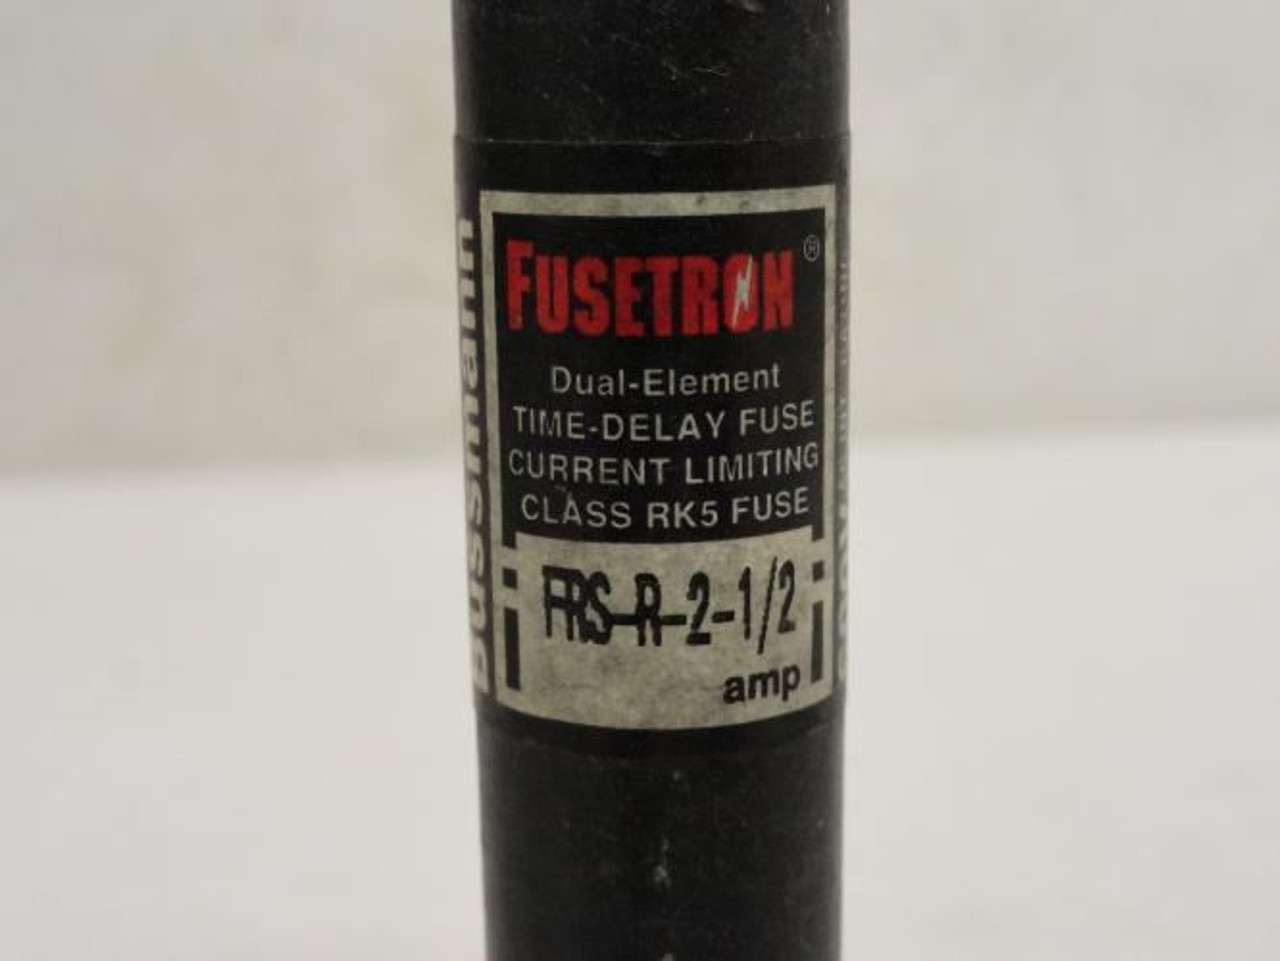 Bussmann
FUSETRON®
Dual-Element
TIME-DELAY FUSE
CURRENT LIMITING
CLASS RK5 FUSE
FRS-R-2-1/2
amp